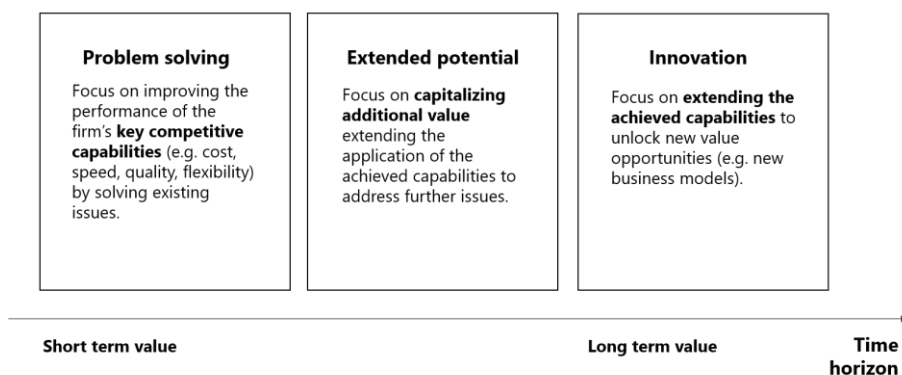 Problem solving
Focus on improving the
performance of the
firm's key competitive
capabilities (e.g. cost,
speed, quality, flexibility)
by solving existing
issues.
Extended potential
Focus on capitalizing
additional value
extending the
application of the
achieved capabilities to
address further issues.
Innovation
Focus on extending the
achieved capabilities to
unlock new value
opportunities (e.g. new
business models).
Short term value
Long term value
Time
horizon